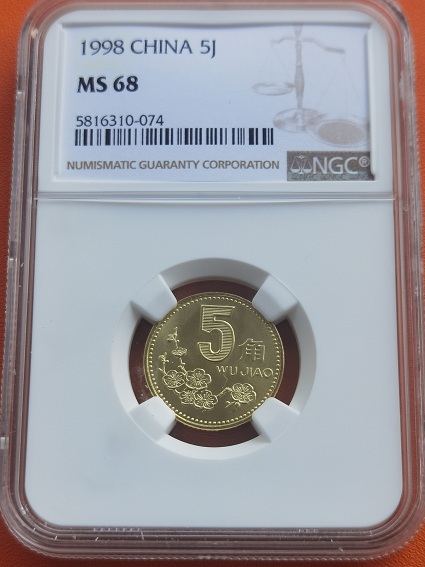 1998 CHINA 5J
MS 68
5816310-074
NUMISMATIC GUARANTY CORPORATION
NGC®
5角
WU JIAO